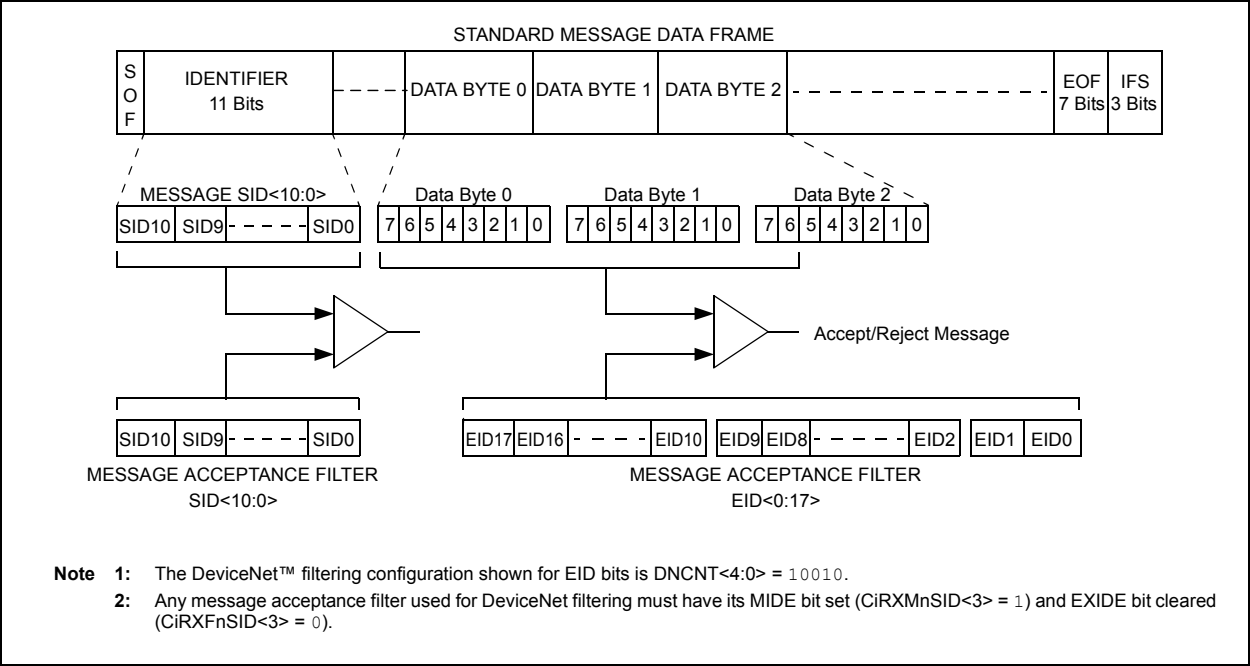 STANDARD MESSAGE DATA FRAME
S
O
F
IDENTIFIER
11 Bits
DATA BYTE 0
DATA BYTE 1
DATA BYTE 2
EOF
7 Bits
IFS
3 Bits
MESSAGE SID<10:0>
SID10 SID9 SID0
Data Byte 0
7 6 5 4 3 2 1 0
Data Byte 1
7 6 5 4 3 2 1 0
Data Byte 2
7 6 5 4 3 2 1 0
Accept/Reject Message
SID10 SID9 SID0
MESSAGE ACCEPTANCE FILTER
SID<10:0>
EID17 EID16 EID10 EID9 EID8 EID2 EID1 EID0
MESSAGE ACCEPTANCE FILTER
EID<0:17>
Note 1: The DeviceNet™ filtering configuration shown for EID bits is DNCNT<4:0> = 10010.
2: Any message acceptance filter used for DeviceNet filtering must have its MIDE bit set (CiRXMnSID<3> = 1) and EXIDE bit cleared
(CiRXFnSID<3> = 0).